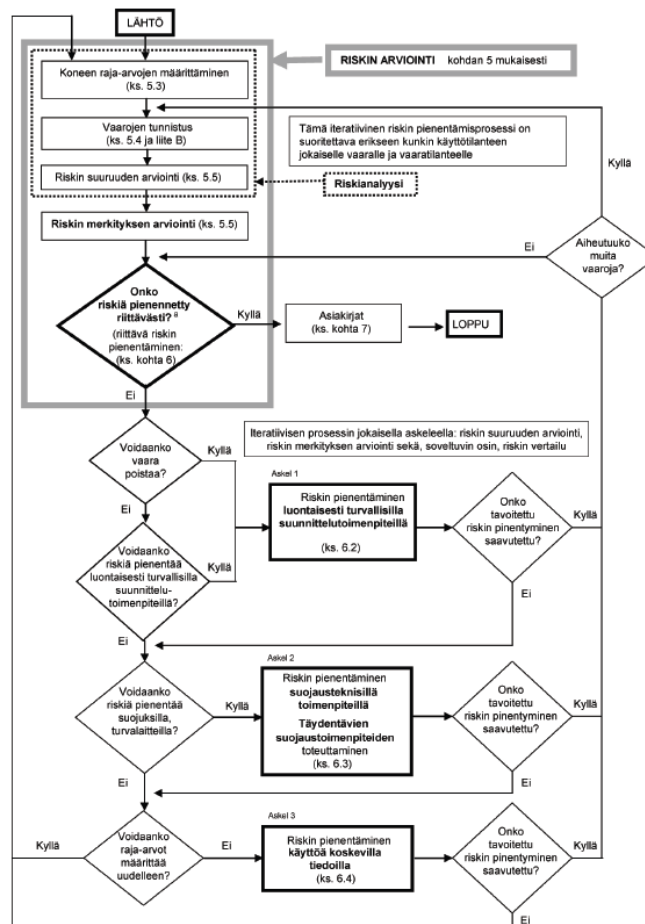 LÄHTÖ
RISKIN ARVIOINTI kohdan 5 mukaisesti
Koneen raja-arvojen määrittäminen
(ks. 5.3)
Vaarojen tunnistus
(ks. 5.4 ja liite B)
Tämä iteratiivinen riskin pienentämisprosessi on
suoritettava erikseen kunkin käyttötilanteen
jokaiselle vaaralle ja vaaratilanteelle
Kyllä
Riskin suuruuden arviointi (ks. 5.5)
Riskianalyysi
Riskin merkityksen arviointi (ks. 5.5)
Ei
Aiheutuuko
muita
vaaroja?
Onko
riskiä pienennetty
riittävästi? ª
(riittävä riskin
pienentäminen:
(ks. kohta 6)
Kyllä
Asiakirjat
(ks. kohta 7)
LOPPU
Ei
Voidaanko
vaara
poistaa?
Kyllä
Iteratiivisen prosessin jokaisella askeleella: riskin suuruuden arviointi,
riskin merkityksen arviointi sekä, soveltuvin osin, riskin vertailu
Ei
Askel 1
Riskin pienentäminen
luontaisesti turvallisilla
suunnittelutoimenpiteillä
(ks. 6.2)
Onko
tavoitettu
riskin pinentyminen
saavutettu?
Kyllä
Voidaanko
riskiä pienentää
luontaisesti turvallisilla
suunnittelu-
toimenpiteillä?
Kyllä
Ei
Ei
Askel 2
Voidaanko
riskiä pienentää
suojuksilla,
turvalaitteilla?
Kyllä
Riskin pienentäminen
suojausteknisillä
toimenpiteillä
Täydentävien
suojaustoimenpiteiden
toteuttaminen
(ks. 6.3)
Onko
tavoitettu
riskin pinentyminen
saavutettu?
Kyllä
Ei
Ei
Askel 3
Kyllä
Voidaanko
raja-arvot
määrittää
uudelleen?
Ei
Riskin pienentäminen
käyttöä koskevilla
tiedoilla
(ks. 6.4)
Onko
tavoitettu
riskin pinentyminen
saavutettu?
Kyllä
Ei